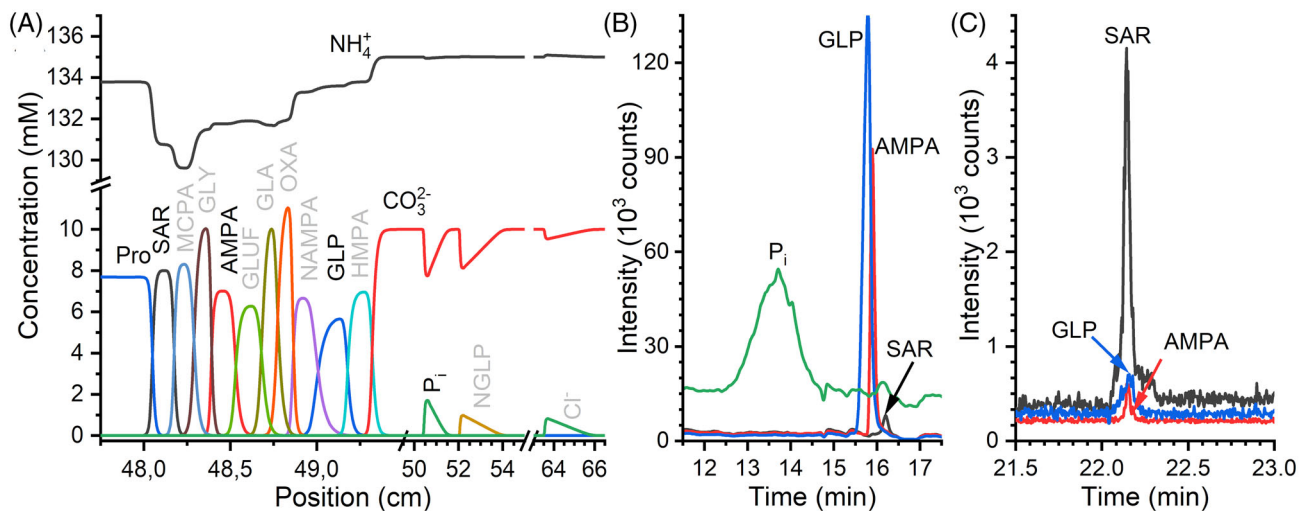 (A)
136
134
132
130
10
8
6
4
2
0
Concentration (mM)
NH₄⁺
CO₃²⁻
Pro
SAR
MCPA
GLY
AMPA
GLUF
GLA
OXA
NAMPA
GLP
HMPA
Pᵢ
NGLP
Cl⁻
48,0 48,5 49,0 50 52 54 64 66
Position (cm)
(B)
120
90
60
30
0
Intensity (10³ counts)
GLP
AMPA
Pᵢ
SAR
12 13 14 15 16 17
Time (min)
(C)
4
3
2
1
0
Intensity (10³ counts)
SAR
GLP
AMPA
21.5 22.0 22.5 23.0
Time (min)